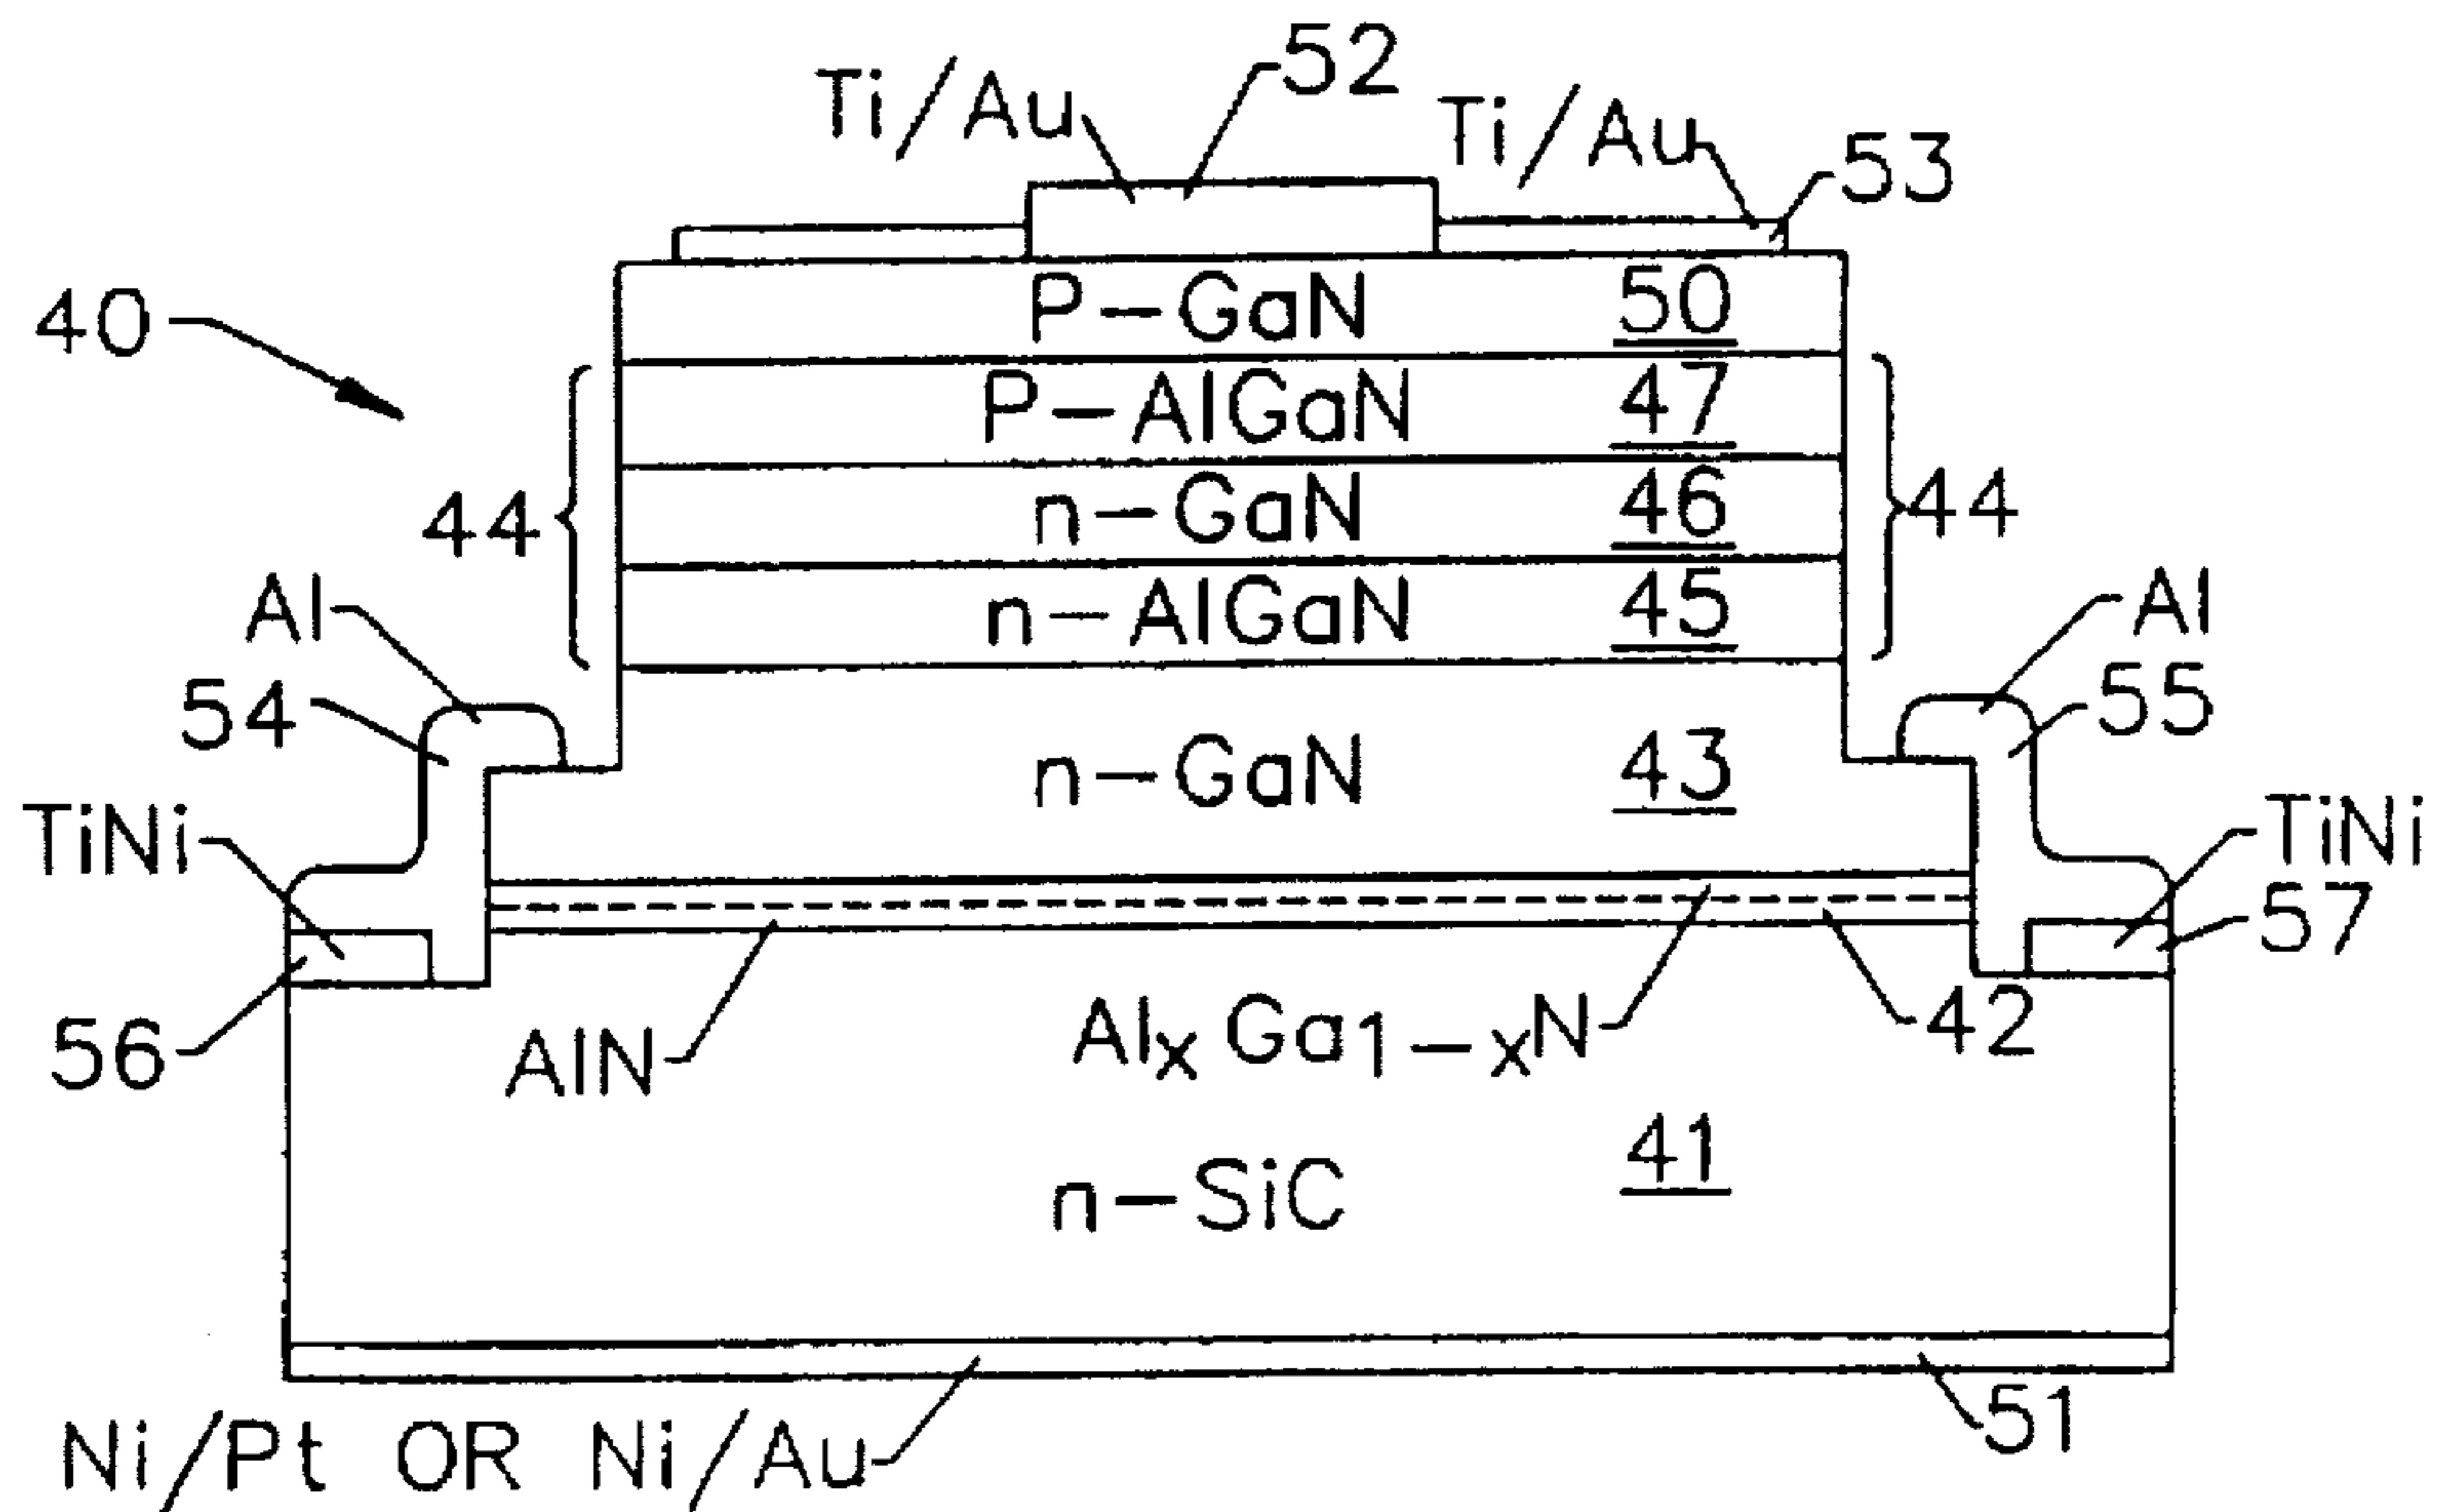 52
Ti/Au
Ti/Au
53
40
P-GaN 50
P-AlGaN 47
44
n-GaN 46
44
Al
n-AlGaN 45
Al
54
55
n-GaN 43
TiNi
TiNi
57
56
AlN
AlxGa1-xN
42
41
n-SiC
51
Ni/Pt OR Ni/Au